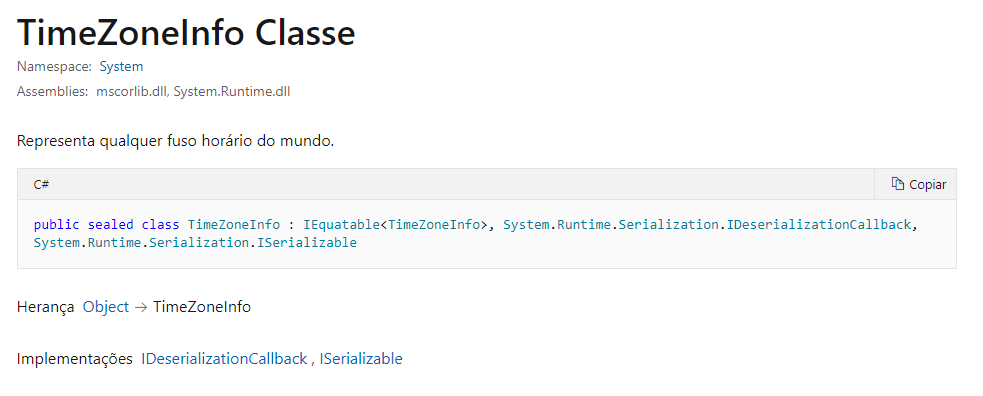 TimeZoneInfo Classe
Namespace: System
Assemblies: mscorlib.dll, System.Runtime.dll
Representa qualquer fuso horário do mundo.
C#
Copiar
public sealed class TimeZoneInfo : IEquatable<TimeZoneInfo>, System.Runtime.Serialization.IDeserializationCallback,
System.Runtime.Serialization.ISerializable
Herança Object → TimeZoneInfo
Implementações IDeserializationCallback , ISerializable